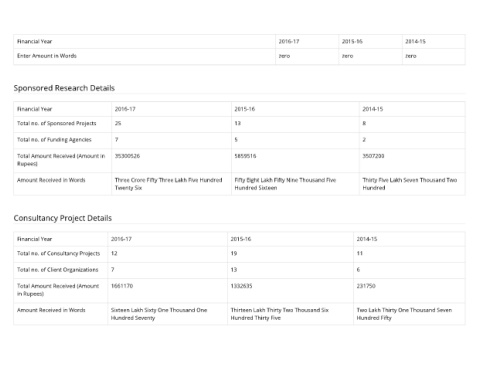 Financial Year 2016-17 2015-16 2014-15
Enter Amount in Words zero zero zero
Sponsored Research Details
Financial Year 2016-17 2015-16 2014-15
Total no. of Sponsored Projects 25 13 8
Total no. of Funding Agencies 7 5 2
Total Amount Received (Amount in 35300526 5859516 3507200
Rupees)
Amount Received in Words Three Crore Fifty Three Lakh Five Hundred Fifty Eight Lakh Fifty Nine Thousand Five Thirty Five Lakh Seven Thousand Two
Twenty Six Hundred Sixteen Hundred
Consultancy Project Details
Financial Year 2016-17 2015-16 2014-15
Total no. of Consultancy Projects 12 19 11
Total no. of Client Organizations 7 13 6
Total Amount Received (Amount 1661170 1332635 231750
in Rupees)
Amount Received in Words Sixteen Lakh Sixty One Thousand One Thirteen Lakh Thirty Two Thousand Six Two Lakh Thirty One Thousand Seven
Hundred Seventy Hundred Thirty Five Hundred Fifty